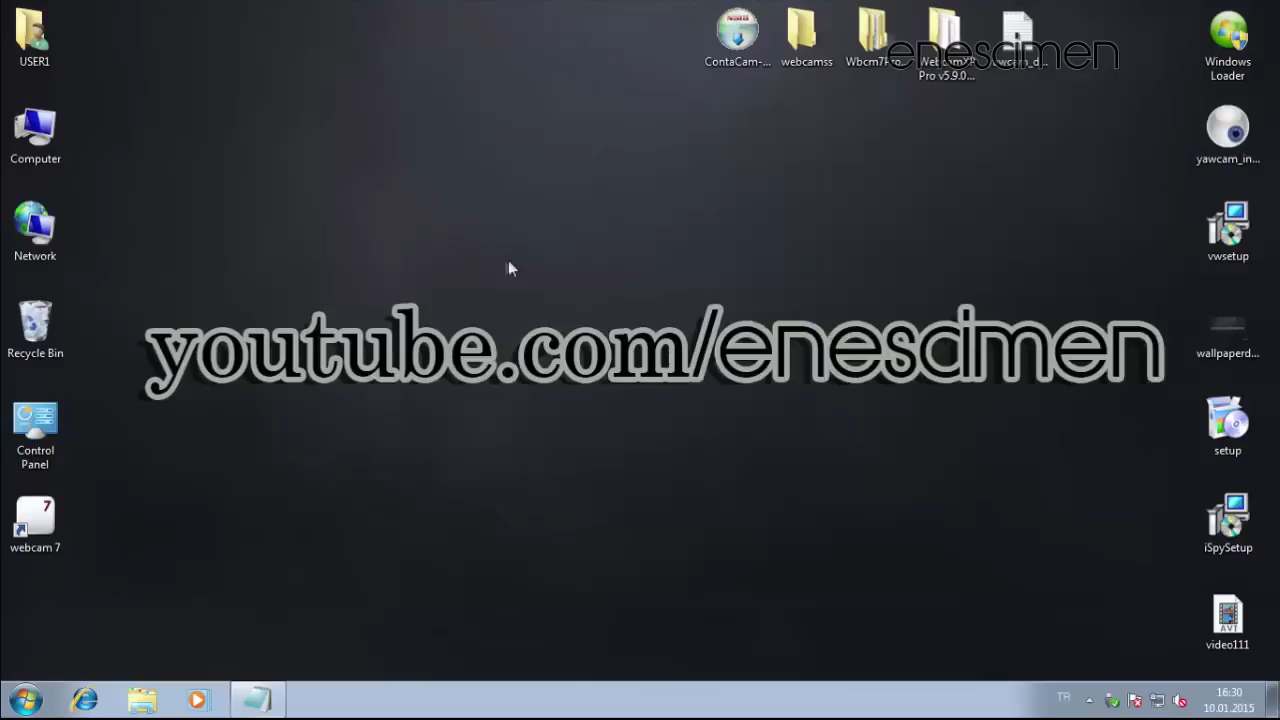 USER1
ContaCam-...
webcamss
Wbcm7Pro...
WebcamXP
Pro v5.9.0...
enescimen
Windows
Loader
Computer
yawcam_in...
Network
vwsetup
youtube.com/enescimen
Recycle Bin
wallpaperd...
Control
Panel
setup
webcam 7
iSpySetup
video111
TR
16:30
10.01.2015